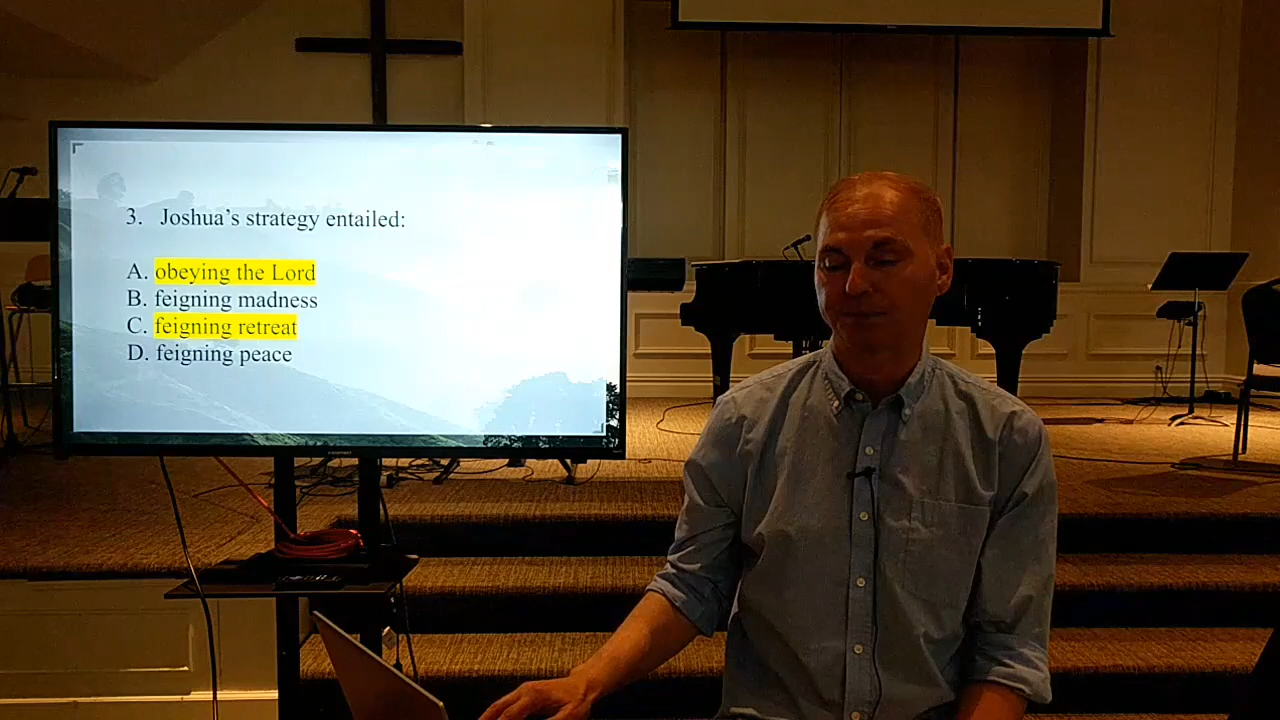 3. Joshua's strategy entailed:
A. obeying the Lord
B. feigning madness
C. feigning retreat
D. feigning peace